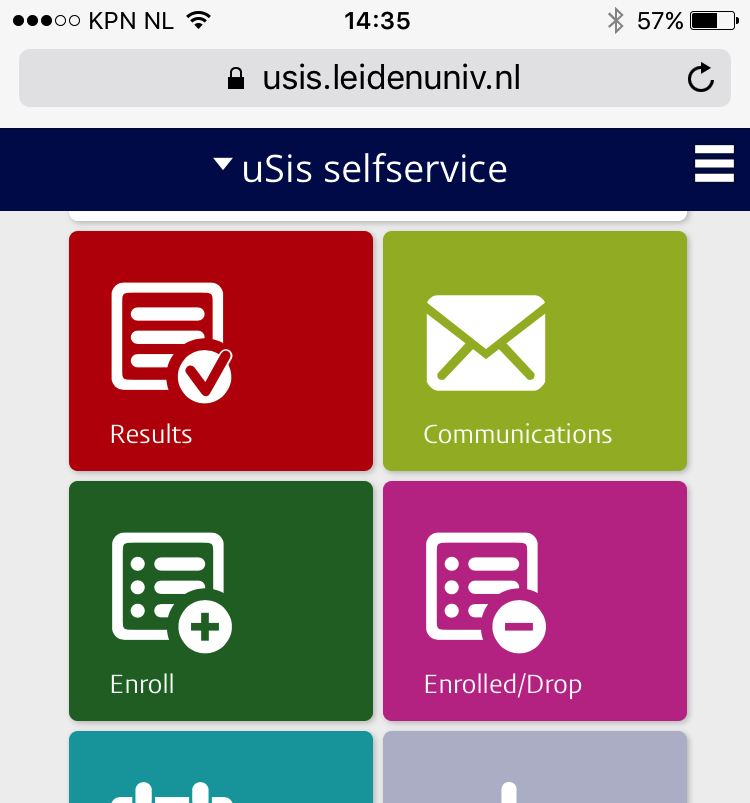 KPN NL 14:35 57%
usis.leidenuniv.nl
uSis selfservice
Results Communications
Enroll Enrolled/Drop